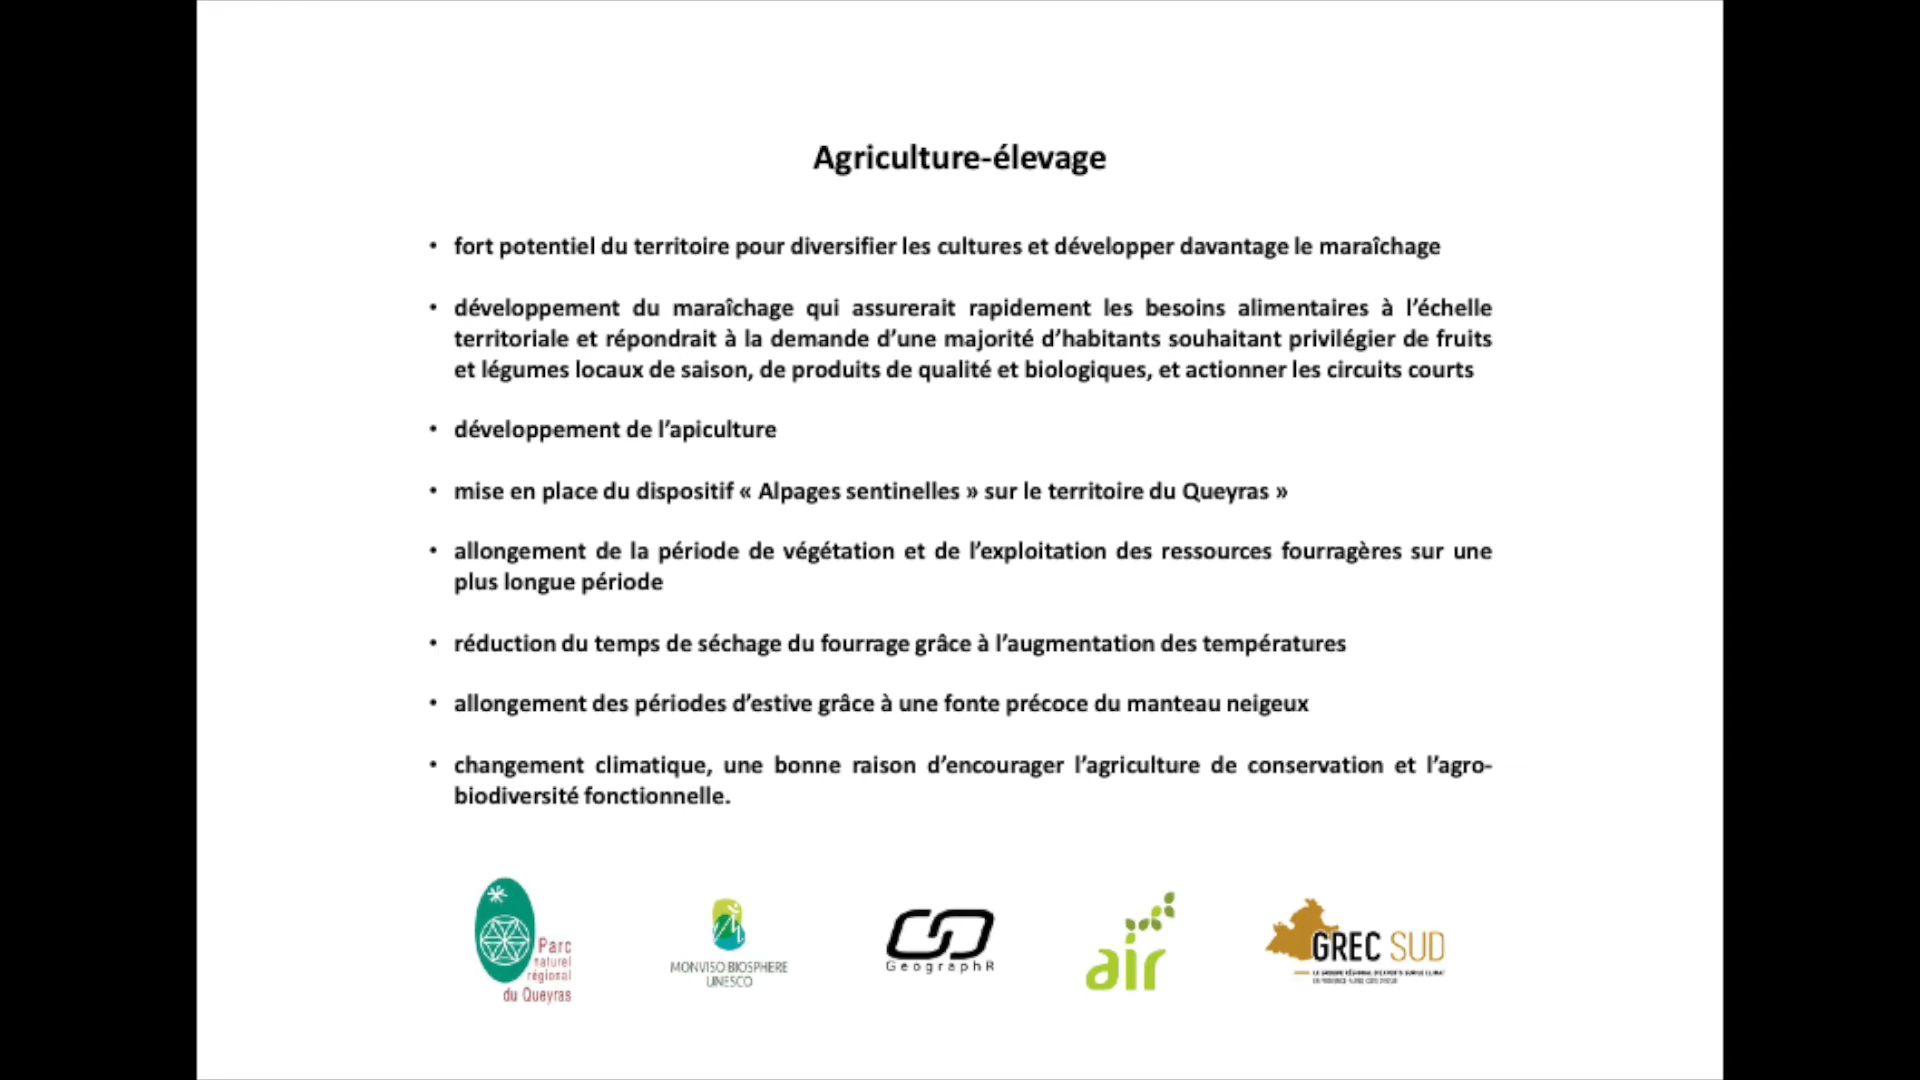 Agriculture-élevage
• fort potentiel du territoire pour diversifier les cultures et développer davantage le maraîchage
• développement du maraîchage qui assurerait rapidement les besoins alimentaires à l’échelle
territoriale et répondrait à la demande d’une majorité d’habitants souhaitant privilégier de fruits
et légumes locaux de saison, de produits de qualité et biologiques, et actionner les circuits courts
• développement de l’apiculture
• mise en place du dispositif « Alpages sentinelles » sur le territoire du Queyras »
• allongement de la période de végétation et de l’exploitation des ressources fourragères sur une
plus longue période
• réduction du temps de séchage du fourrage grâce à l’augmentation des températures
• allongement des périodes d’estive grâce à une fonte précoce du manteau neigeux
• changement climatique, une bonne raison d’encourager l’agriculture de conservation et l’agro-
biodiversité fonctionnelle.
Parc
naturel
régional
du Queyras
MONVISO BIOSPHERE
UNESCO
GeographR
air
GREC SUD